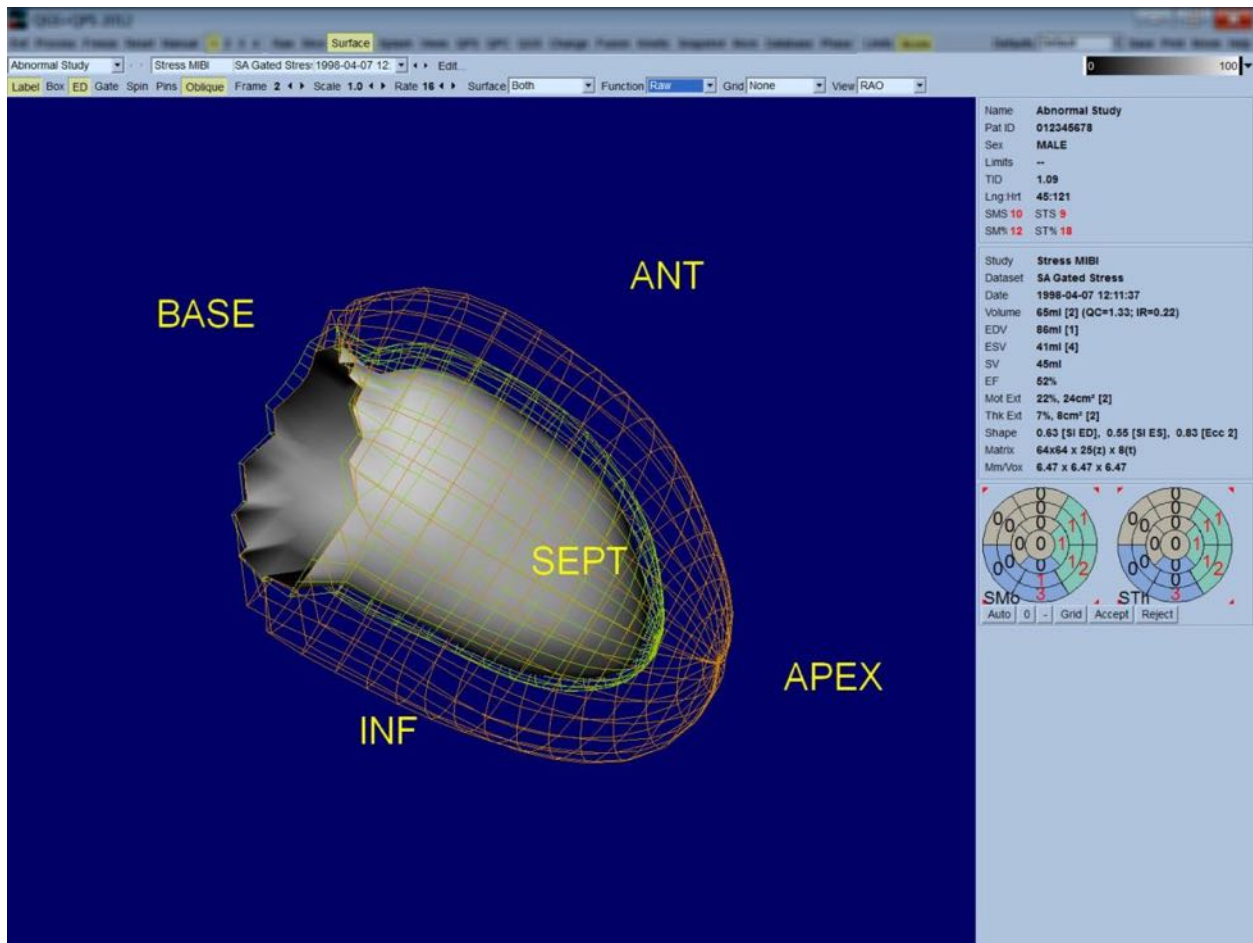 Surface
Abnormal Study Stress MIBI SA Gated Stres: 1998-04-07 12: Edit...
0 100
Label Box ED Gate Spin Pins Oblique Frame 2 Scale 1.0 Rate 16 Surface Both Function Raw Grid None View RAO
BASE
ANT
SEPT
APEX
INF
Name Abnormal Study
Pat ID 012345678
Sex MALE
Limits --
TID 1.09
Lng:Hrt 45:121
SMS 10 STS 9
SM% 12 ST% 18
Study Stress MIBI
Dataset SA Gated Stress
Date 1998-04-07 12:11:37
Volume 65ml [2] (QC=1.33; IR=0.22)
EDV 86ml [1]
ESV 41ml [4]
SV 45ml
EF 52%
Mot Ext 22%, 24cm² [2]
Thk Ext 7%, 8cm² [2]
Shape 0.63 [SI ED], 0.55 [SI ES], 0.83 [Ecc 2]
Matrix 64x64 x 25(z) x 8(t)
Mm/Vox 6.47 x 6.47 x 6.47
SMo STh
Auto 0 - Grid Accept Reject